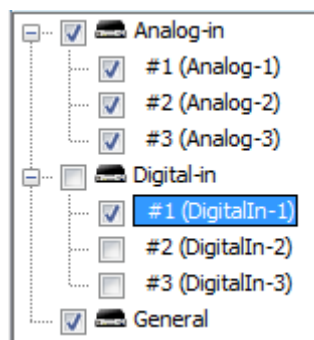 Analog-in
#1 (Analog-1)
#2 (Analog-2)
#3 (Analog-3)
Digital-in
#1 (DigitalIn-1)
#2 (DigitalIn-2)
#3 (DigitalIn-3)
General